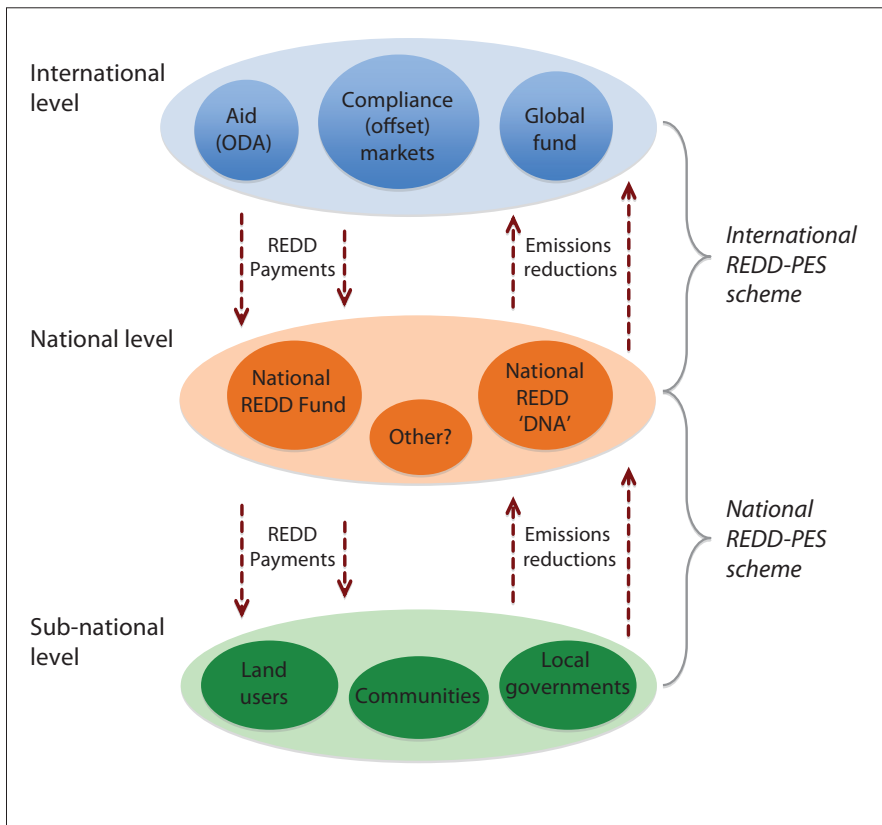 International
level
Aid
(ODA)
Compliance
(offset)
markets
Global
fund
REDD
Payments
Emissions
reductions
International
REDD-PES
scheme
National level
National
REDD Fund
Other?
National
REDD
‘DNA’
REDD
Payments
Emissions
reductions
National
REDD-PES
scheme
Sub-national
level
Land
users
Communities
Local
governments